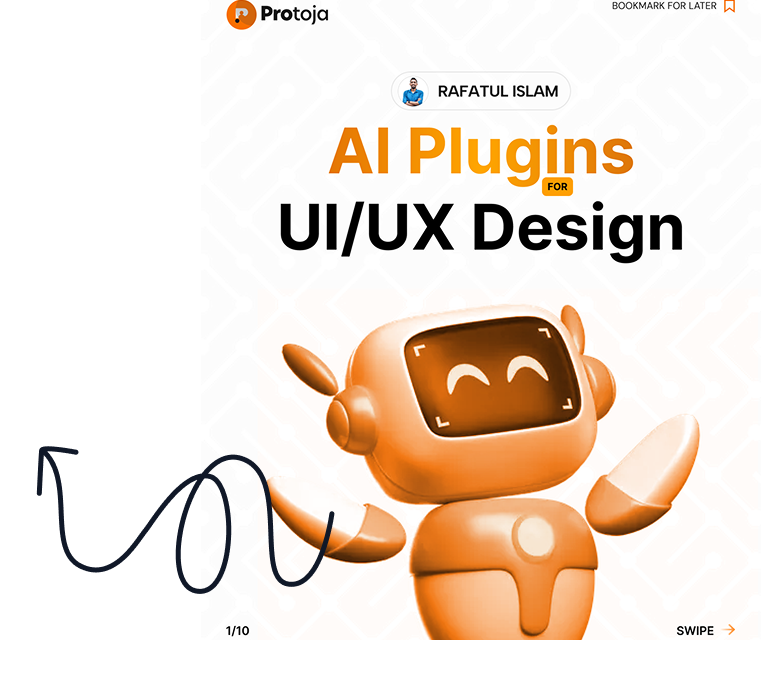 Protoja
BOOKMARK FOR LATER
RAFATUL ISLAM
AI Plugins
FOR
UI/UX Design
1/10
SWIPE